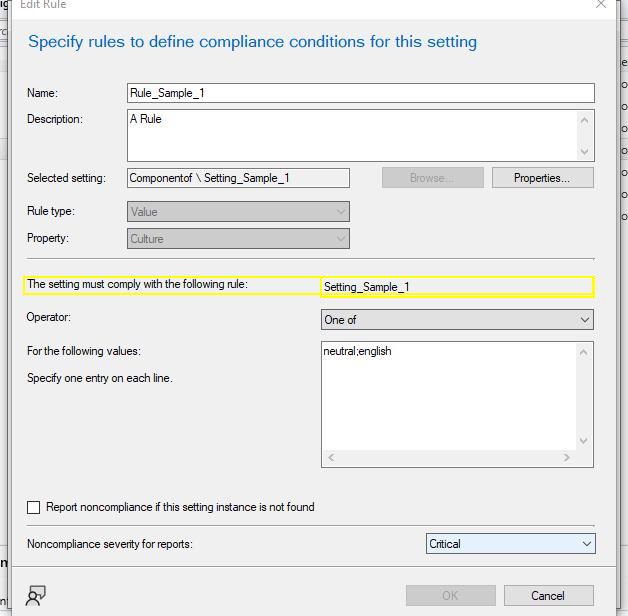 Edit Rule
Specify rules to define compliance conditions for this setting
Name: Rule_Sample_1
Description: A Rule
Selected setting: Componentof \ Setting_Sample_1 Browse... Properties...
Rule type: Value
Property: Culture
The setting must comply with the following rule: Setting_Sample_1
Operator: One of
For the following values: neutral;english
Specify one entry on each line.
Report noncompliance if this setting instance is not found
Noncompliance severity for reports: Critical
OK Cancel